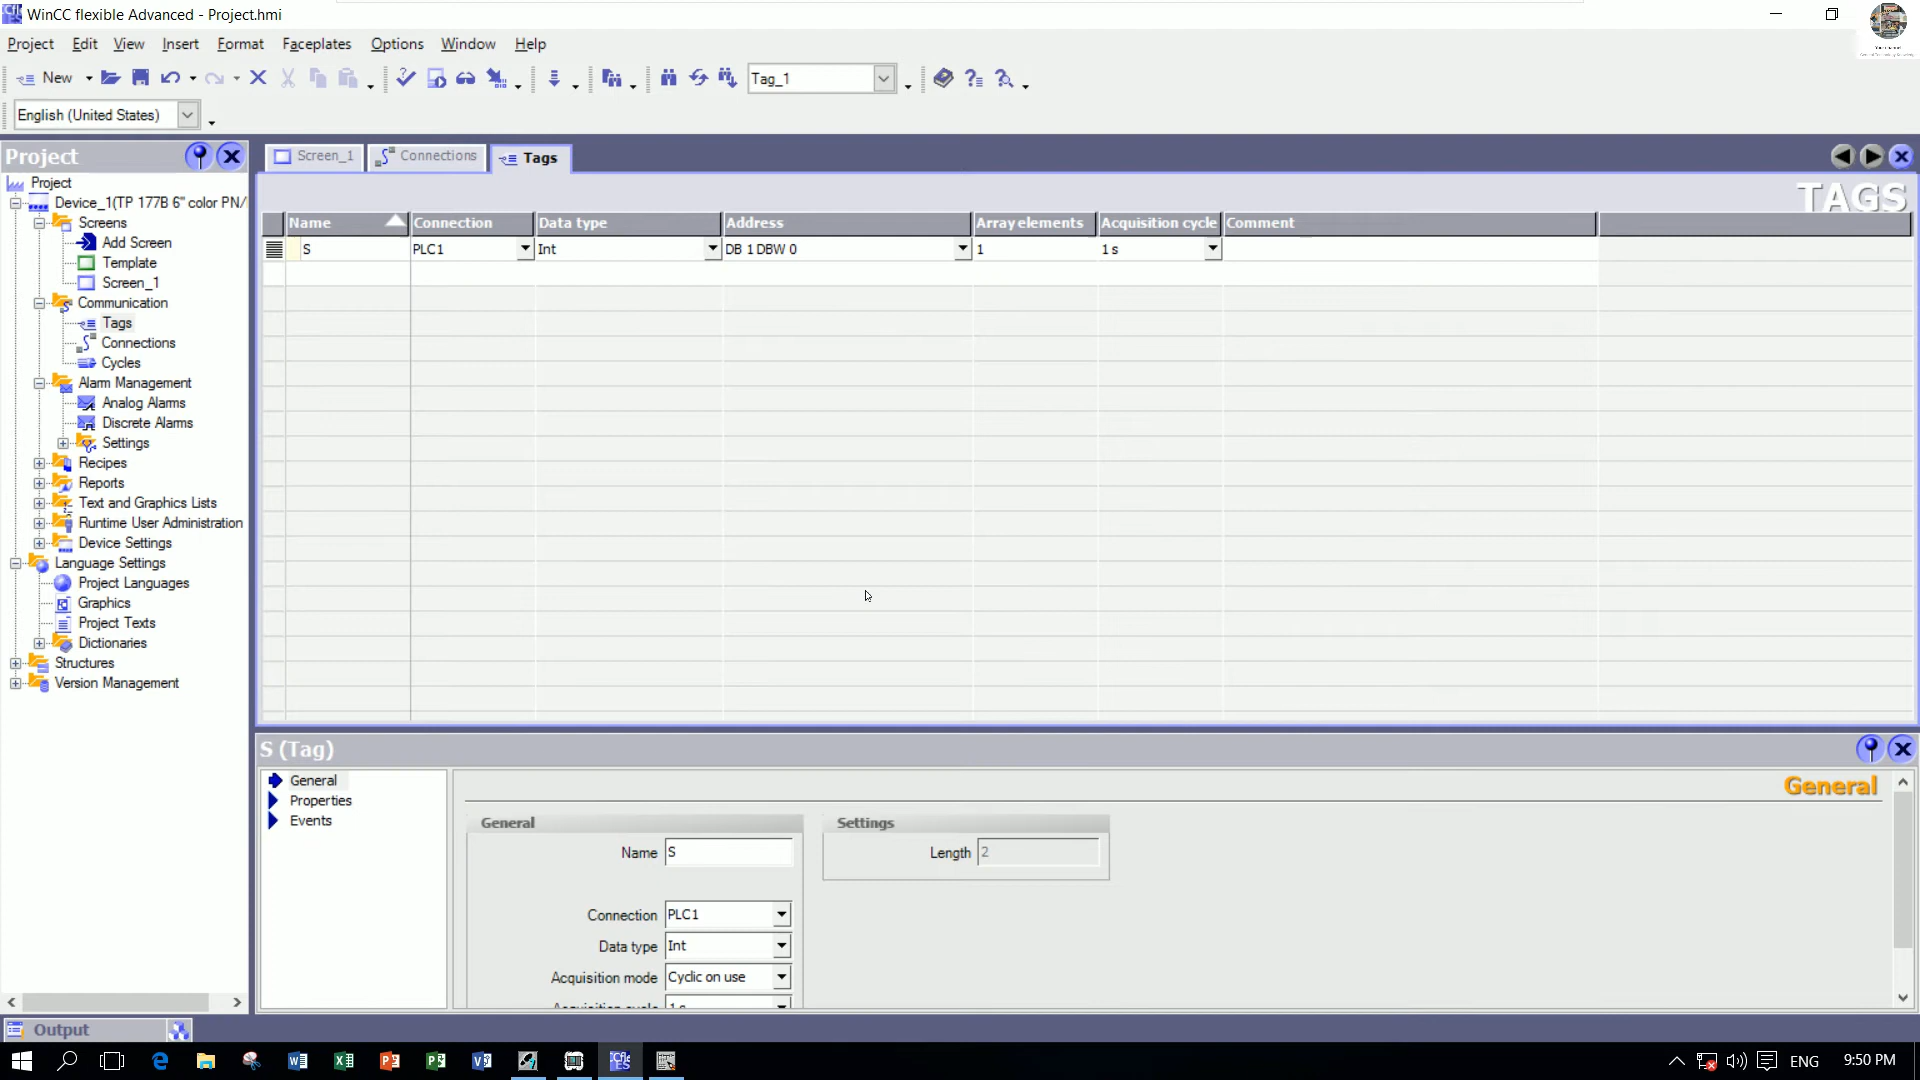 WinCC flexible Advanced - Project.hmi
Project Edit View Insert Format Faceplates Options Window Help
New Tag_1
English (United States)
Project
Project
Device_1(TP 177B 6" color PN/
Screens
Add Screen
Template
Screen_1
Communication
Tags
Connections
Cycles
Alarm Management
Analog Alarms
Discrete Alarms
Settings
Recipes
Reports
Text and Graphics Lists
Runtime User Administration
Device Settings
Language Settings
Project Languages
Graphics
Project Texts
Dictionaries
Structures
Version Management
Screen_1 Connections Tags
TAGS
Name Connection Data type Address Array elements Acquisition cycle Comment
S PLC1 Int DB 1 DBW 0 1 1 s
S (Tag)
General
Properties
Events
General
General
Name S
Connection PLC1
Data type Int
Acquisition mode Cyclic on use
Acquisition cycle 1 s
Settings
Length 2
Output
ENG 9:50 PM